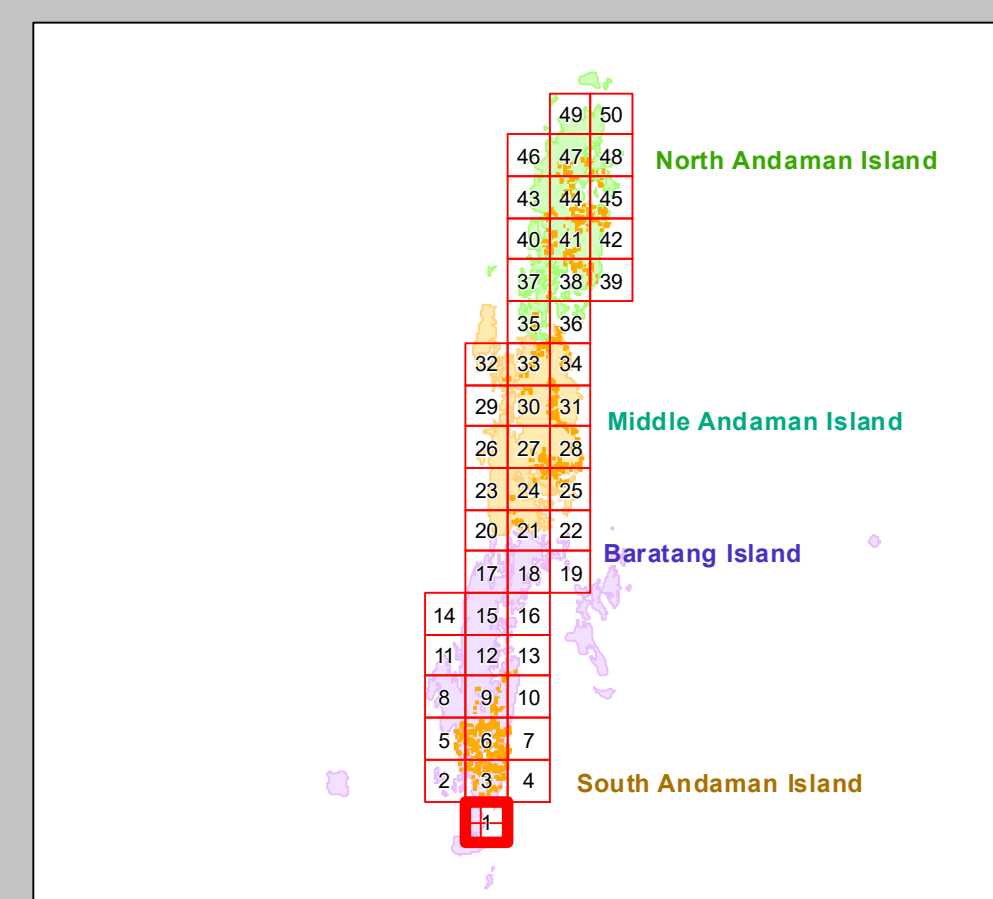 49 50
46 47 48
North Andaman Island
43 44 45
40 41 42
37 38 39
35 36
32 33 34
29 30 31
Middle Andaman Island
26 27 28
23 24 25
20 21 22
Baratang Island
17 18 19
14 15 16
11 12 13
8 9 10
5 6 7
2 3 4
South Andaman Island
1